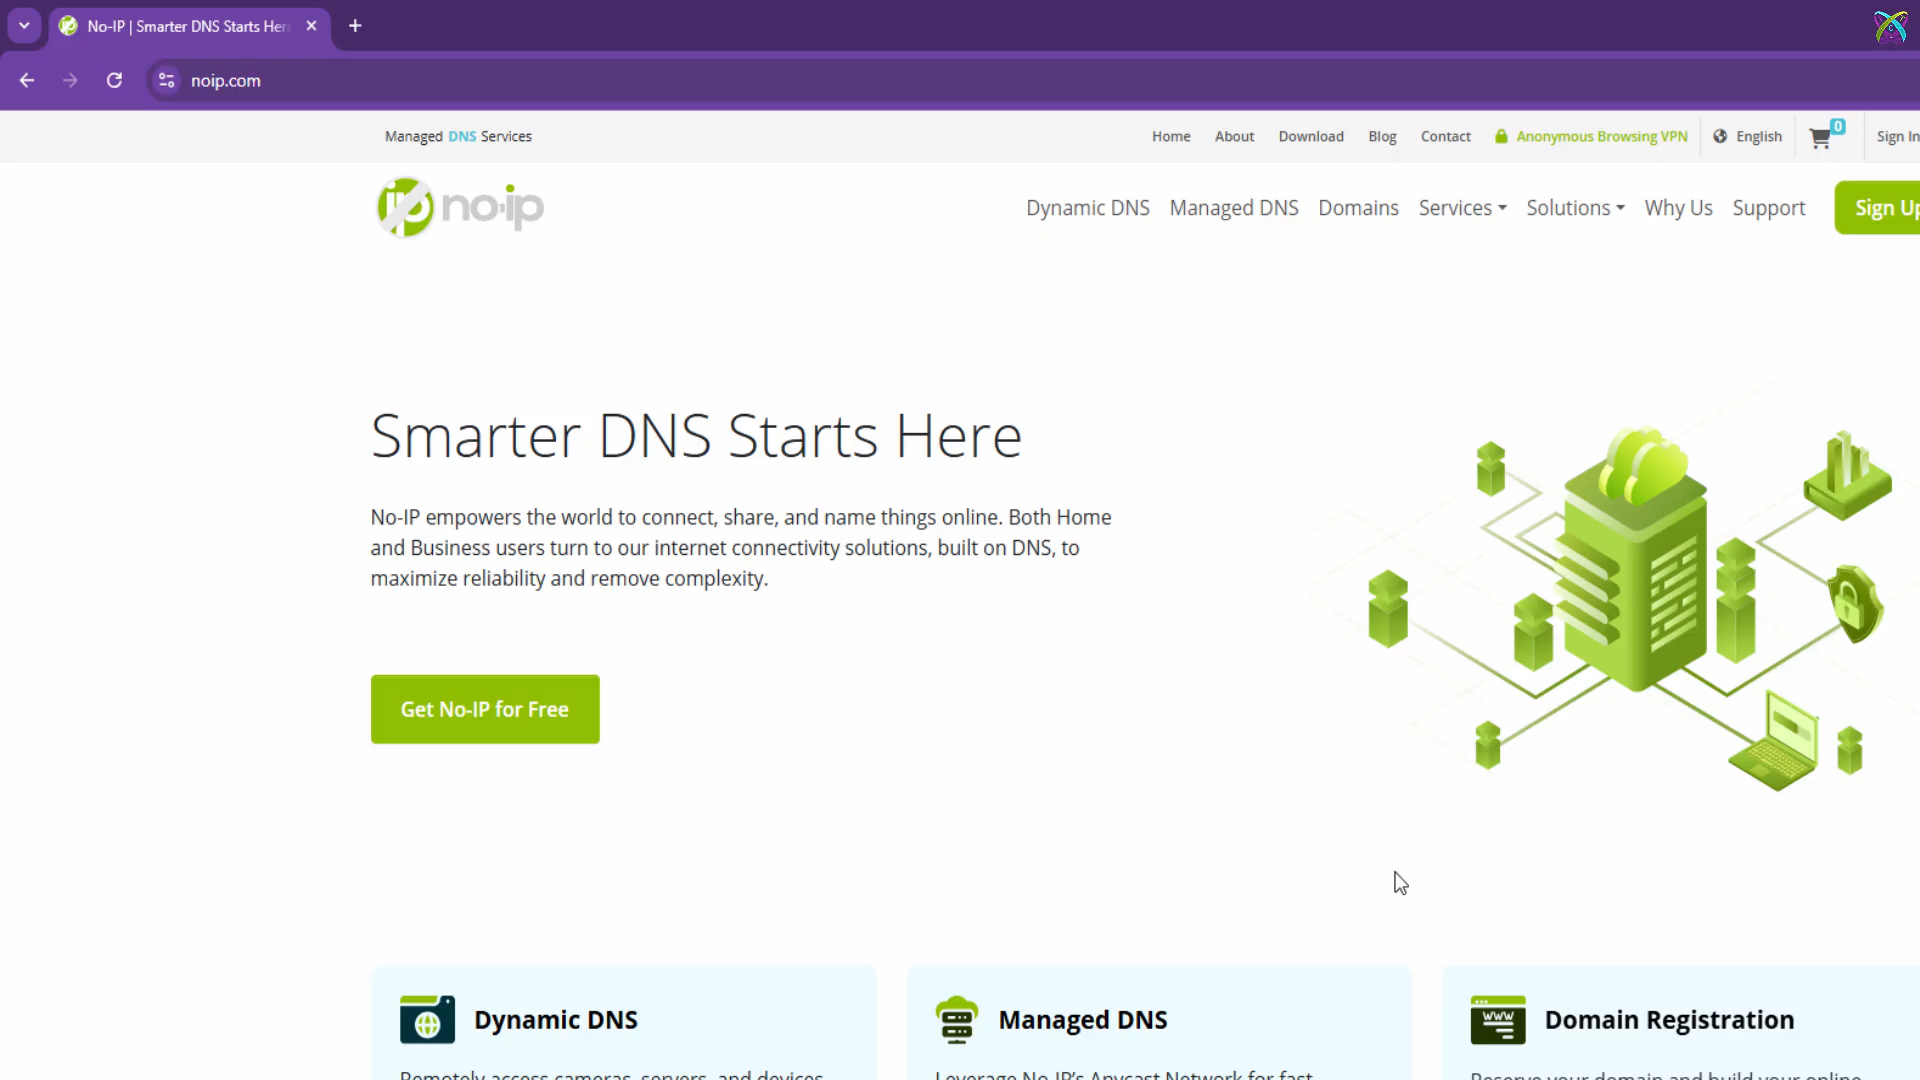 No-IP | Smarter DNS Starts Her
noip.com
Managed DNS Services
Home About Download Blog Contact Anonymous Browsing VPN English 0 Sign In
no-ip
Dynamic DNS Managed DNS Domains Services Solutions Why Us Support Sign Up
Smarter DNS Starts Here
No-IP empowers the world to connect, share, and name things online. Both Home
and Business users turn to our internet connectivity solutions, built on DNS, to
maximize reliability and remove complexity.
Get No-IP for Free
Dynamic DNS
Remotely access cameras, servers, and devices
Managed DNS
Leverage No-IP's Anycast Network for fast
www
Domain Registration
Reserve your domain and build your online